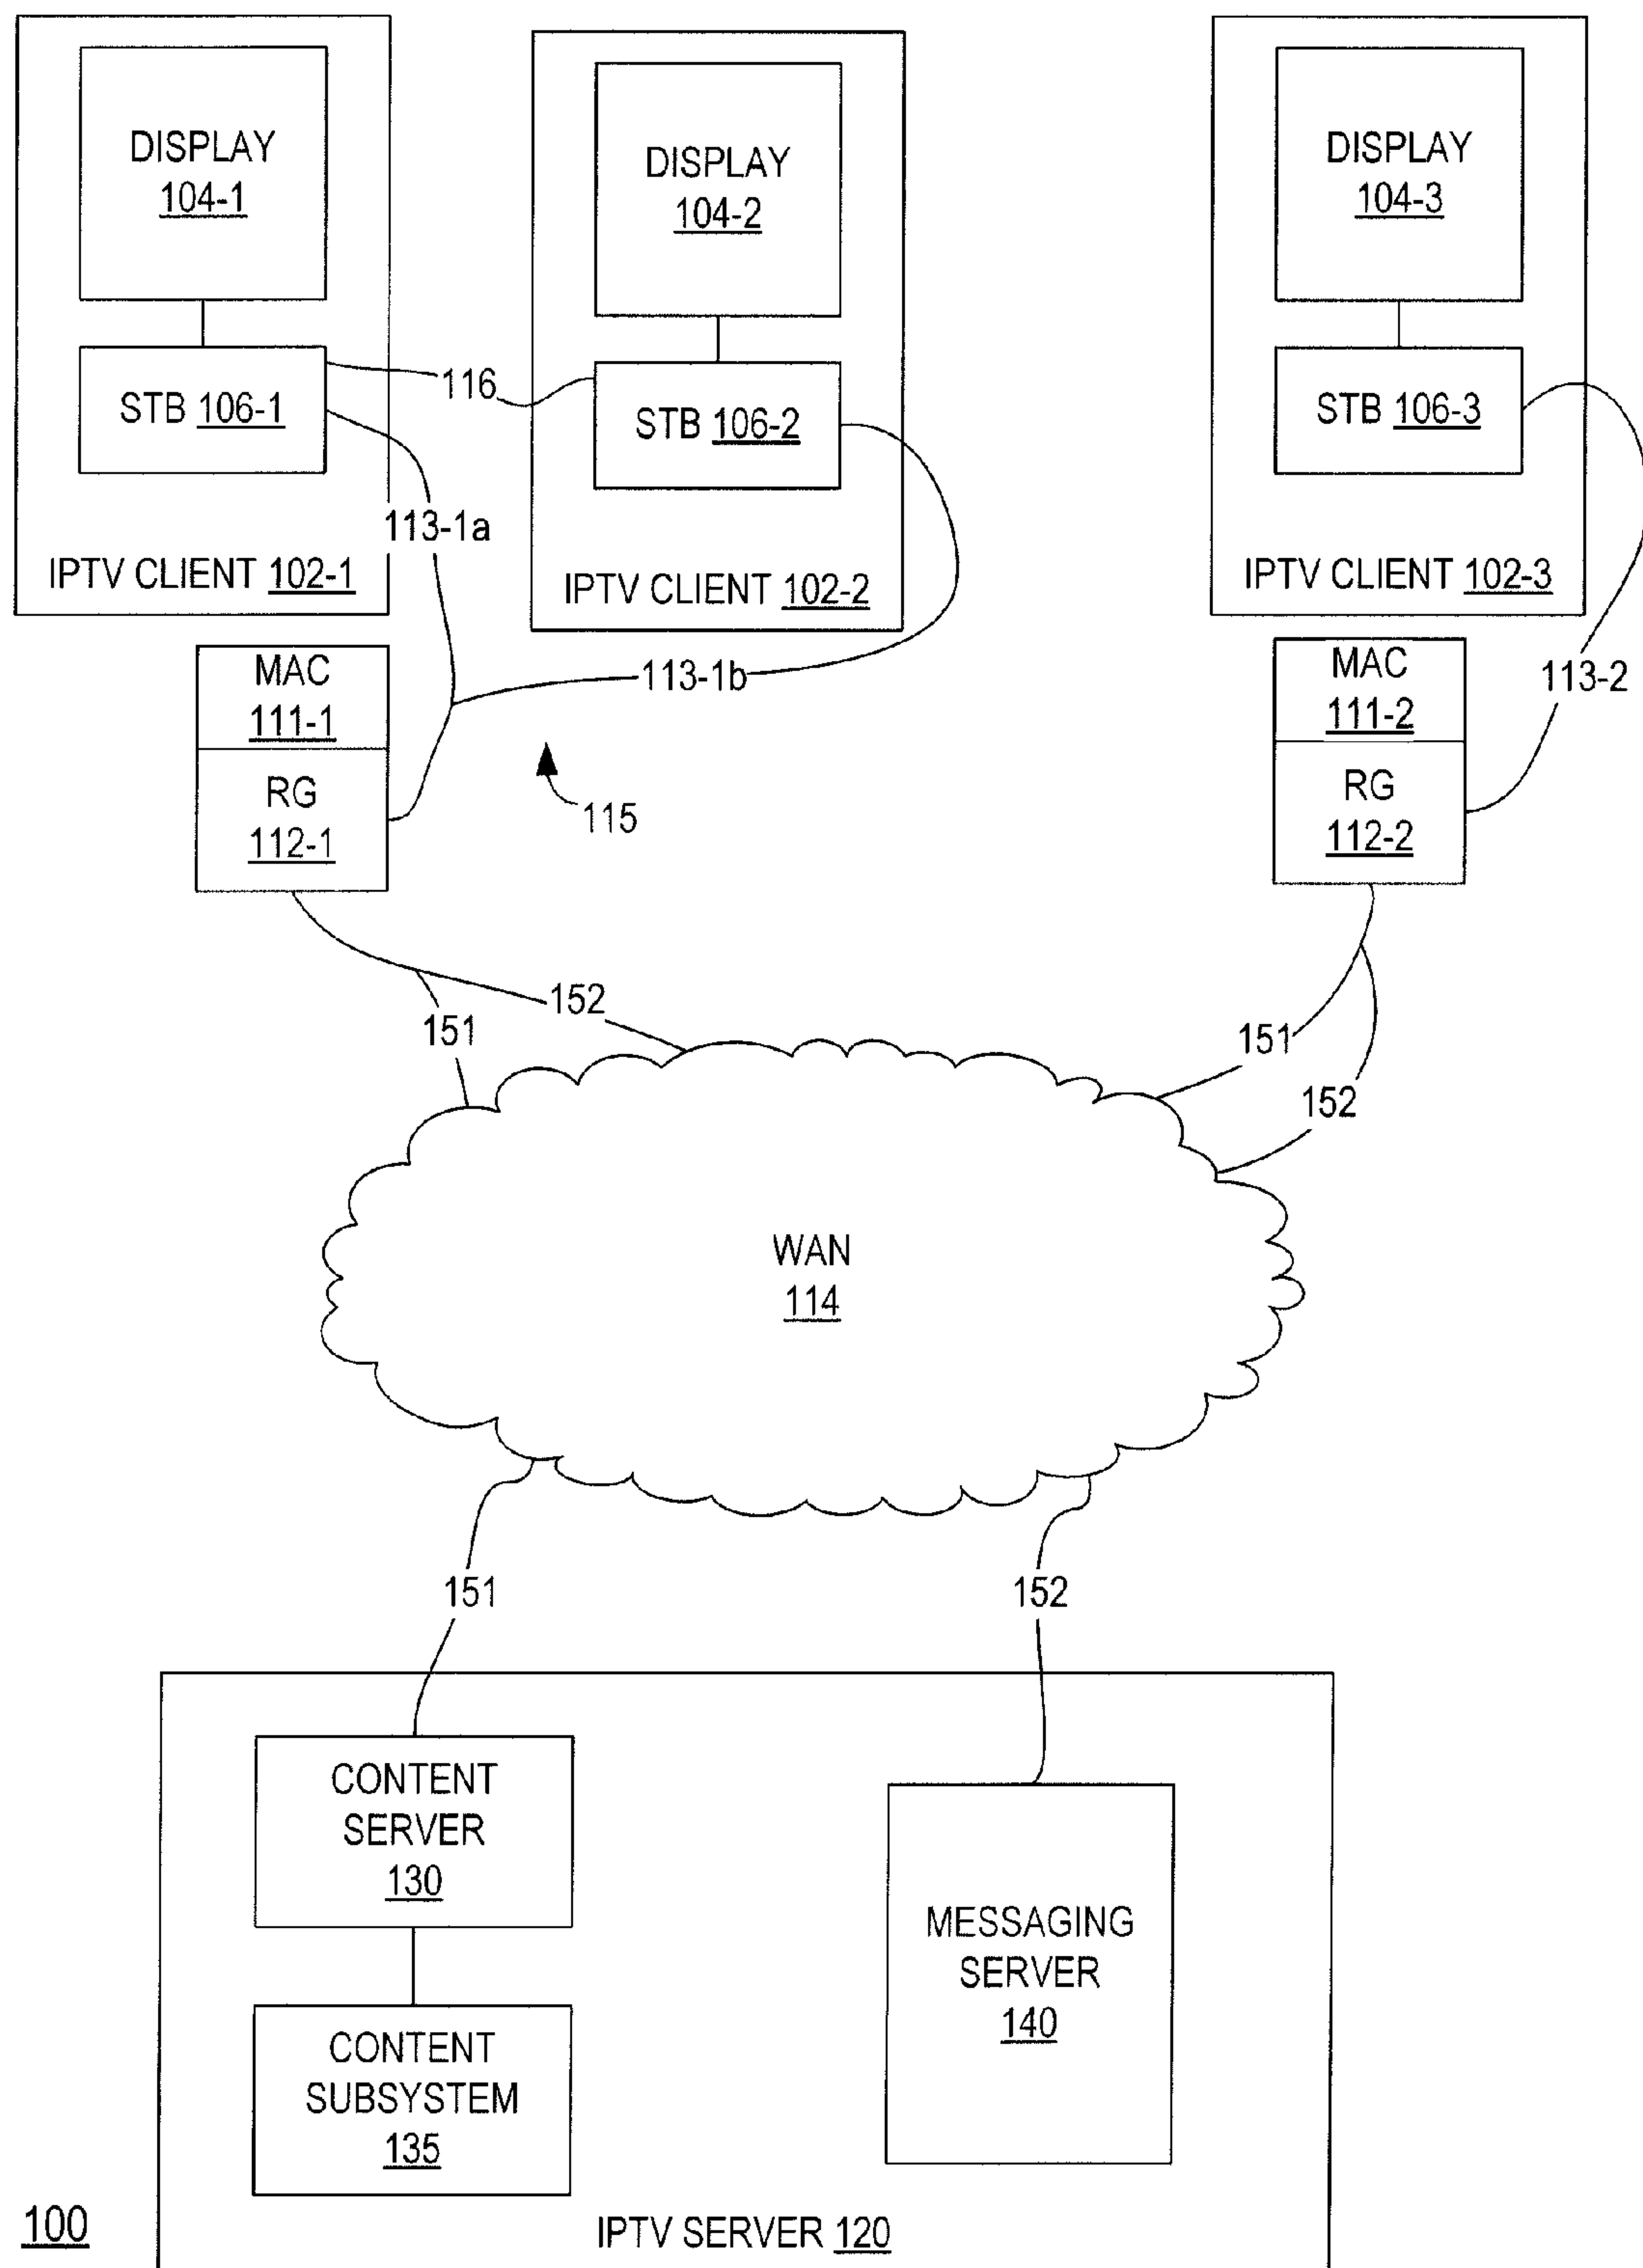 DISPLAY
104-1
DISPLAY
104-2
DISPLAY
104-3
STB 106-1
116
STB 106-2
STB 106-3
113-1a
IPTV CLIENT 102-1
IPTV CLIENT 102-2
IPTV CLIENT 102-3
MAC
111-1
113-1b
MAC
111-2
113-2
RG
112-1
115
RG
112-2
151
152
151
152
WAN
114
151
152
CONTENT
SERVER
130
MESSAGING
SERVER
140
CONTENT
SUBSYSTEM
135
100
IPTV SERVER 120